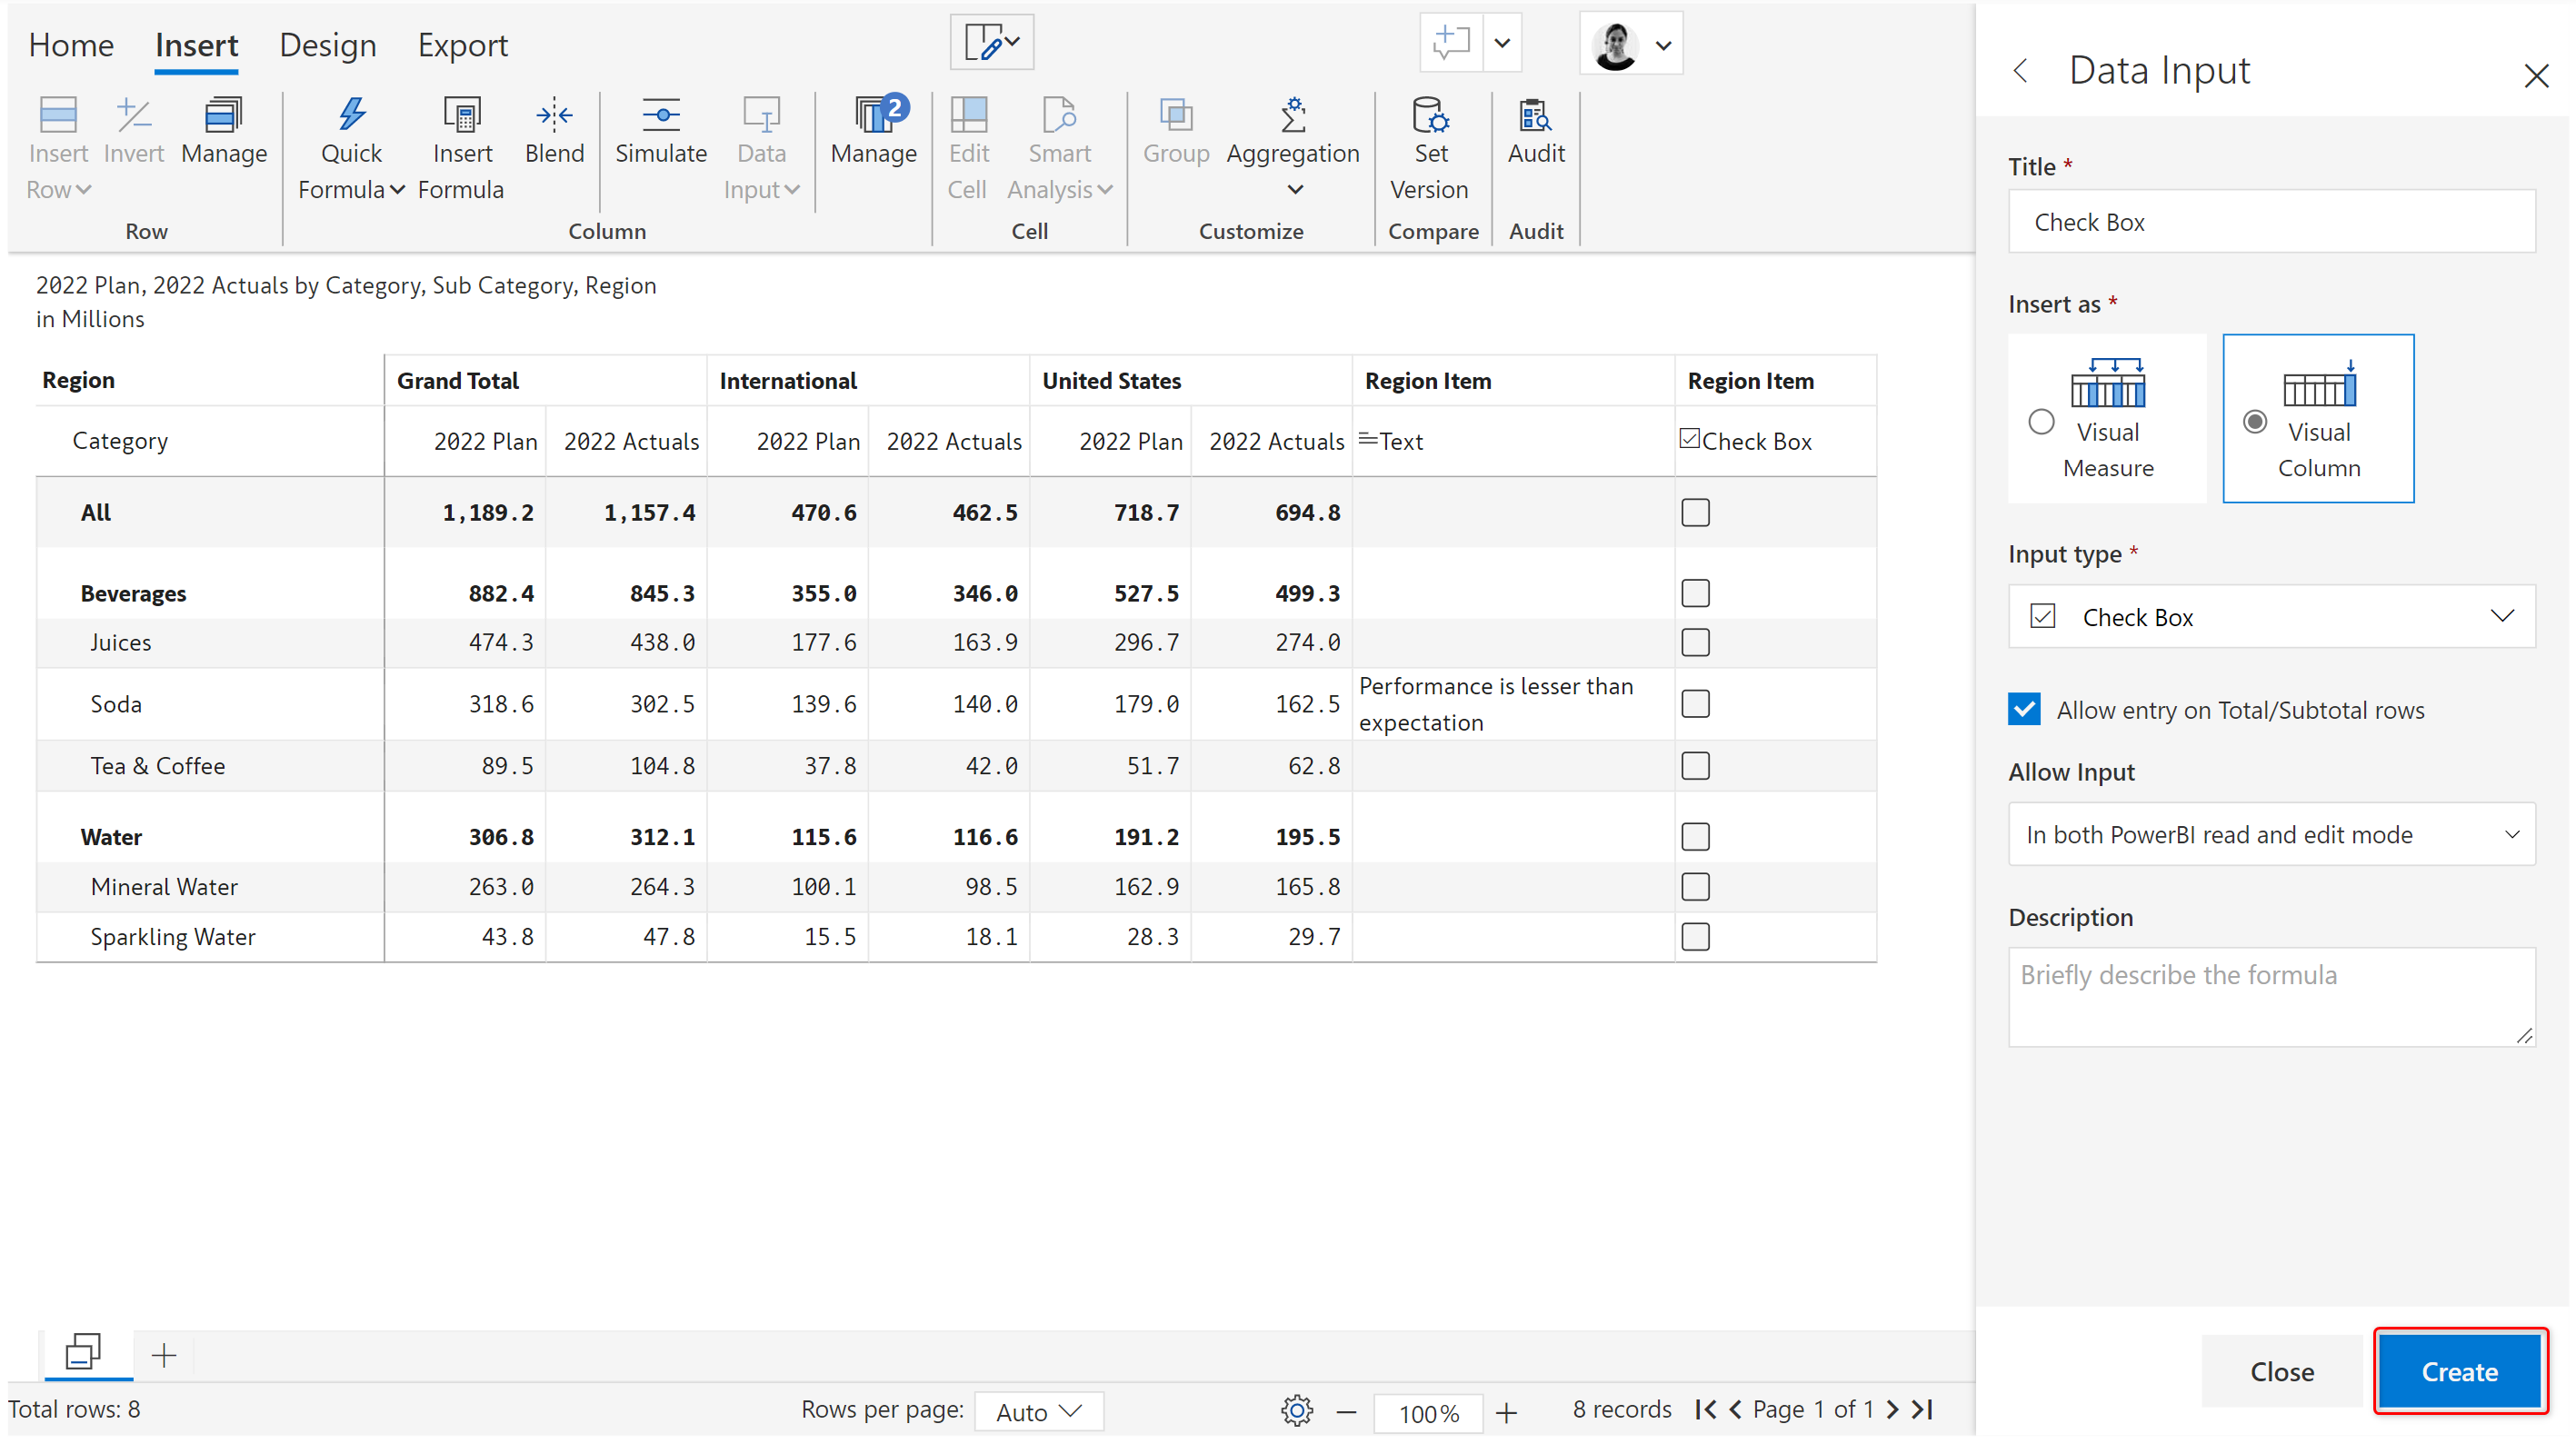 Home Insert Design Export
2
Insert Row Invert Manage Quick Formula Insert Formula Blend Simulate Data Input Manage Edit Cell Smart Analysis Group Aggregation Set Version Audit
Row Column Cell Customize Compare Audit
2022 Plan, 2022 Actuals by Category, Sub Category, Region
in Millions
Region Grand Total International United States Region Item Region Item
Category 2022 Plan 2022 Actuals 2022 Plan 2022 Actuals 2022 Plan 2022 Actuals Text Check Box
All 1,189.2 1,157.4 470.6 462.5 718.7 694.8
Beverages 882.4 845.3 355.0 346.0 527.5 499.3
Juices 474.3 438.0 177.6 163.9 296.7 274.0
Soda 318.6 302.5 139.6 140.0 179.0 162.5 Performance is lesser than
expectation
Tea & Coffee 89.5 104.8 37.8 42.0 51.7 62.8
Water 306.8 312.1 115.6 116.6 191.2 195.5
Mineral Water 263.0 264.3 100.1 98.5 162.9 165.8
Sparkling Water 43.8 47.8 15.5 18.1 28.3 29.7
Total rows: 8 Rows per page: Auto 100% 8 records Page 1 of 1
Data Input
Title *
Check Box
Insert as *
Visual
Measure
Visual
Column
Input type *
Check Box
Allow entry on Total/Subtotal rows
Allow Input
In both PowerBI read and edit mode
Description
Briefly describe the formula
Close Create